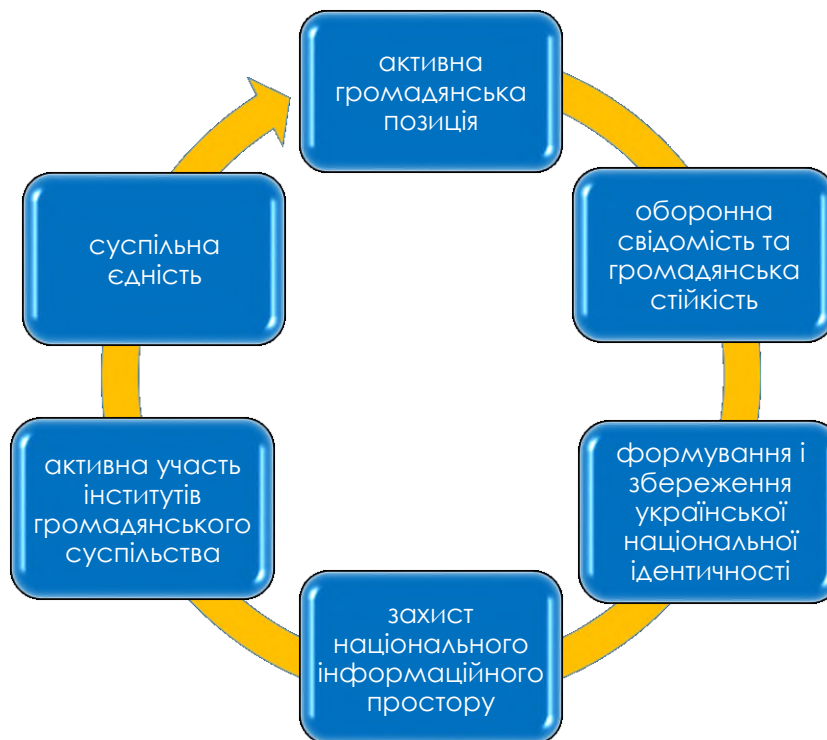 активна
громадянська
позиція
оборонна
свідомість та
громадянська
стійкість
формування і
збереження
української
національної
ідентичності
захист
національного
інформаційного
простору
активна участь
інститутів
громадянського
суспільства
суспільна
єдність